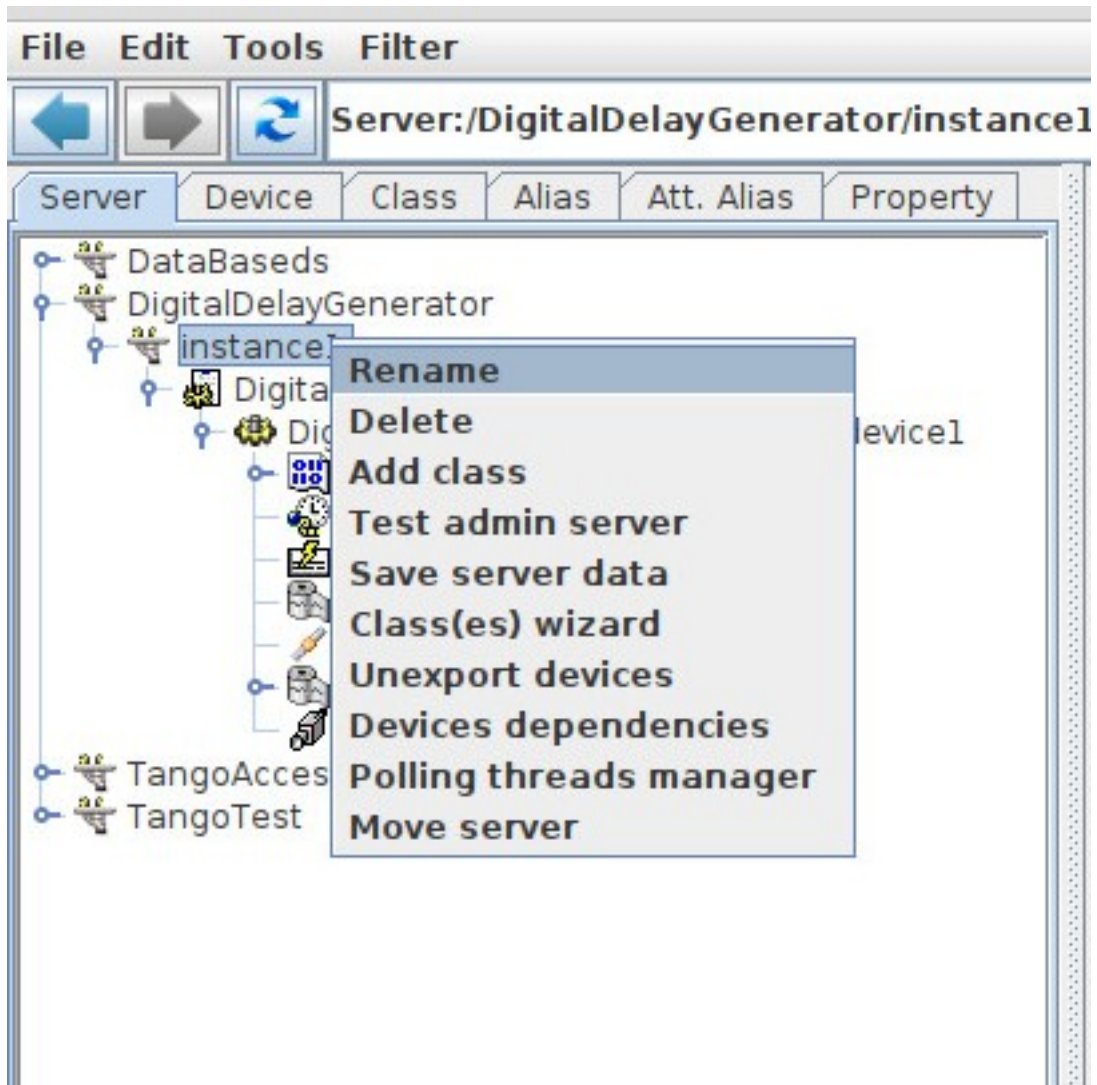 File Edit Tools Filter
Server:/DigitalDelayGenerator/instance1
Server Device Class Alias Att. Alias Property
DataBaseds
DigitalDelayGenerator
instance1
Rename
Digita
Delete
Dig
device1
Add class
Test admin server
Save server data
Class(es) wizard
Unexport devices
Devices dependencies
TangoAcces
Polling threads manager
TangoTest
Move server